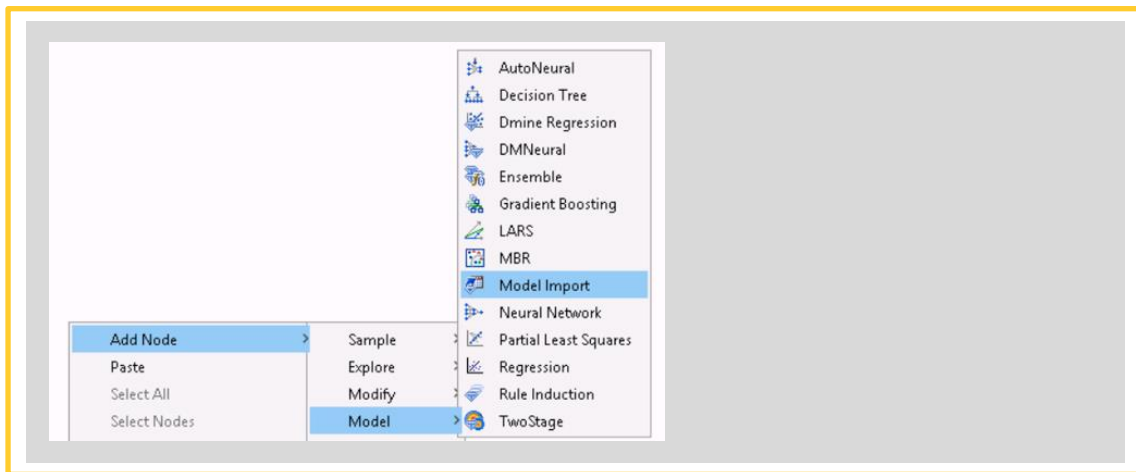 AutoNeural
Decision Tree
Dmine Regression
DMNeural
Ensemble
Gradient Boosting
LARS
MBR
Model Import
Neural Network
Partial Least Squares
Regression
Rule Induction
TwoStage
Add Node
Paste
Select All
Select Nodes
Sample
Explore
Modify
Model